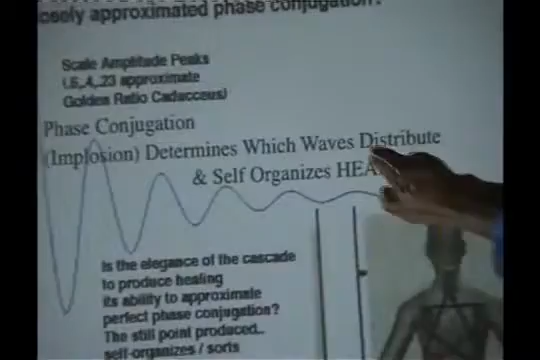 osely approximated phase conjugation?
Scale Amplitude Peaks
(.6,.4,.23 approximate
Golden Ratio Cadacceus)
Phase Conjugation
(Implosion) Determines Which Waves Distribute
& Self Organizes HEA
Is the elegance of the cascade
to produce healing
its ability to approximate
perfect phase conjugation?
The still point produced..
self-organizes / sorts